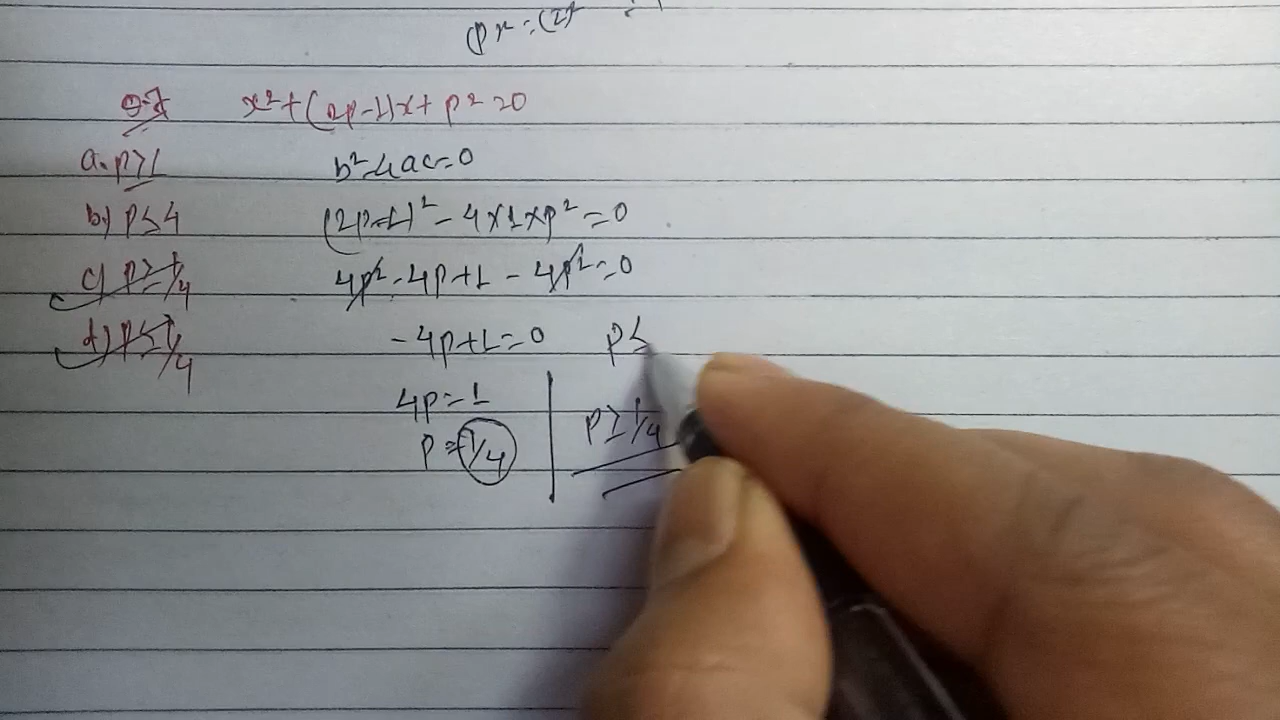 x² + (2p-1)x + p² = 0
a. p≥1
b² - 4ac = 0
b) p≤4
(2p-1)² - 4×1×p² = 0
c) p≥1/4
4p² - 4p+1 - 4p² = 0
d) p≤1/4
-4p+1=0 p≤
4p=1
p≥1/4
p=1/4